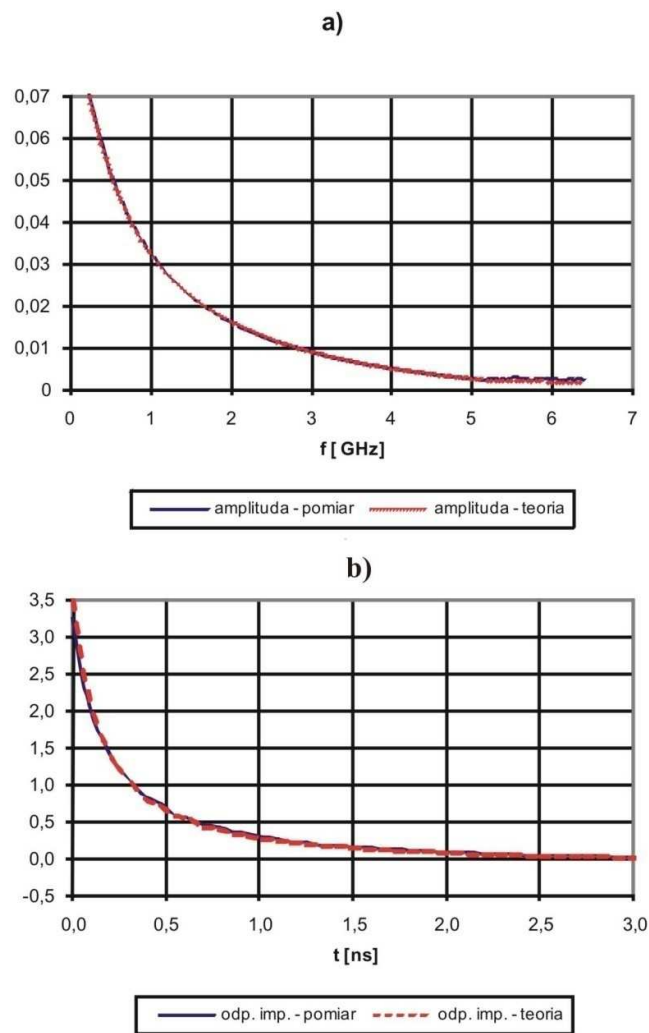 a)
0,07
0,06
0,05
0,04
0,03
0,02
0,01
0
0 1 2 3 4 5 6 7
f [ GHz]
amplituda - pomiar amplituda - teoria
b)
3,5
3,0
2,5
2,0
1,5
1,0
0,5
0,0
-0,5
0,0 0,5 1,0 1,5 2,0 2,5 3,0
t [ns]
odp. imp. - pomiar odp. imp. - teoria